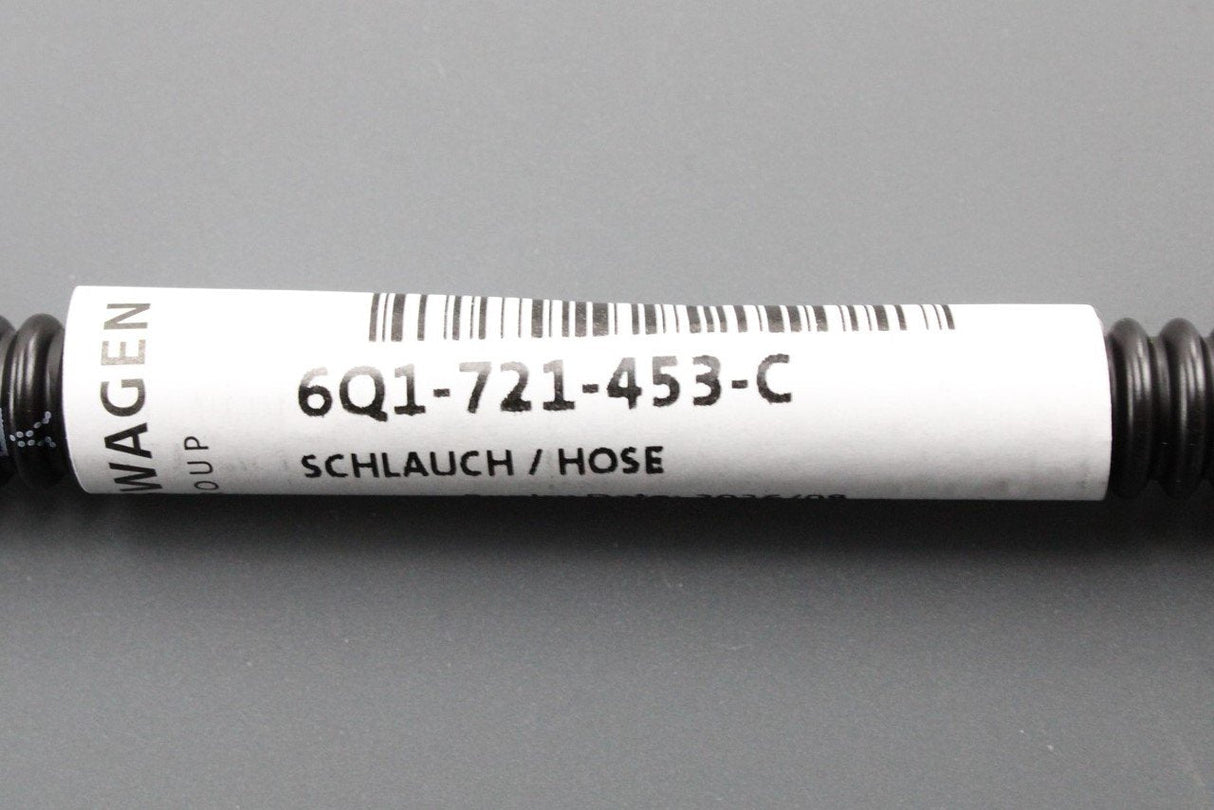 WAGEN
OUP
6Q1-721-453-C
SCHLAUCH / HOSE